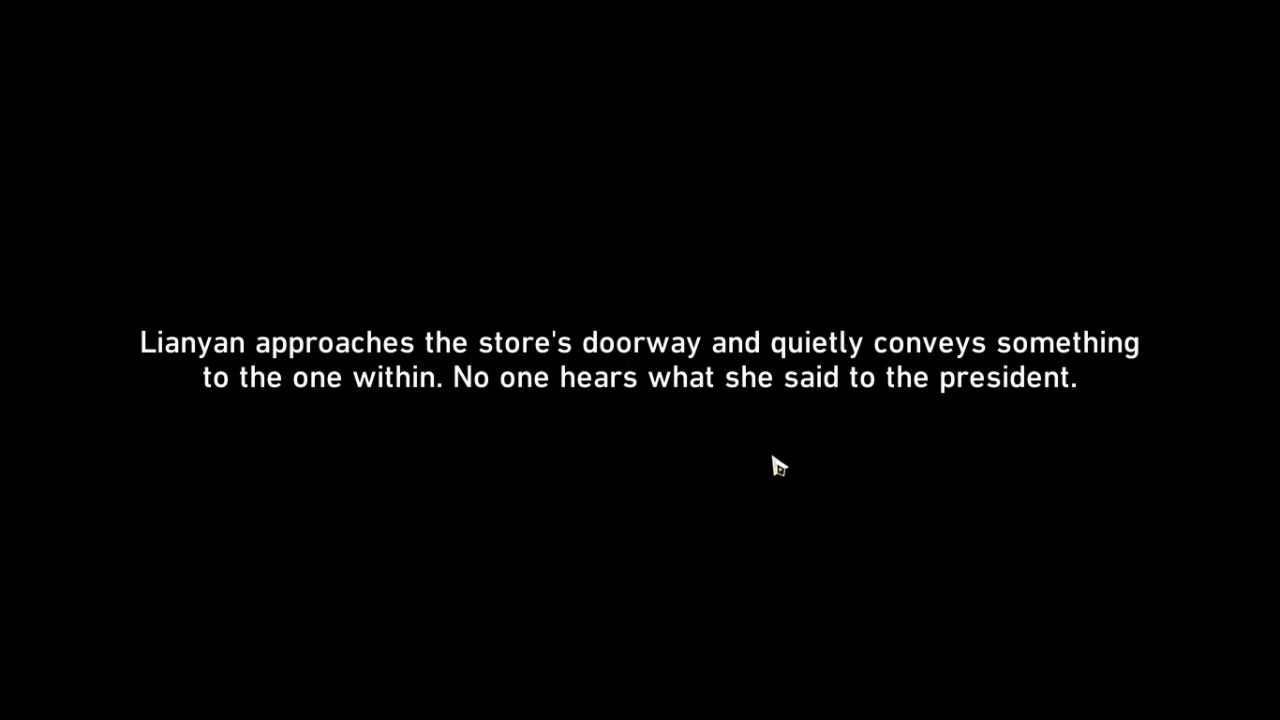 Lianyan approaches the store's doorway and quietly conveys something
to the one within. No one hears what she said to the president.